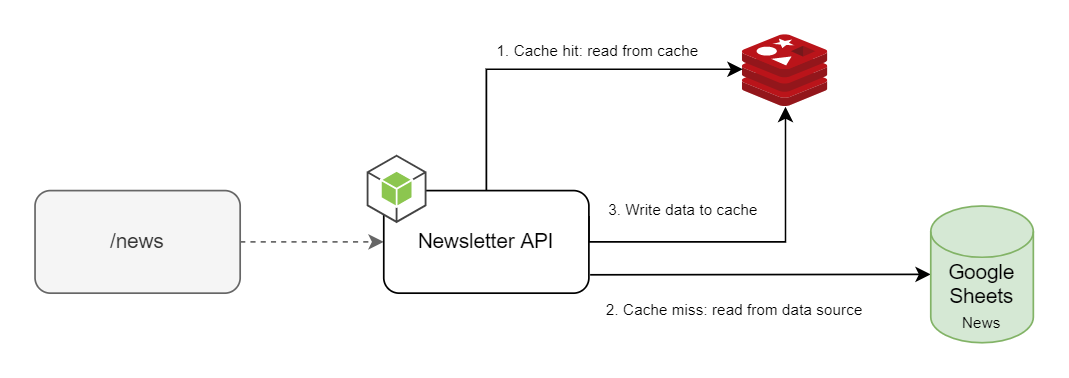 1. Cache hit: read from cache
/news
Newsletter API
3. Write data to cache
Google
Sheets
News
2. Cache miss: read from data source